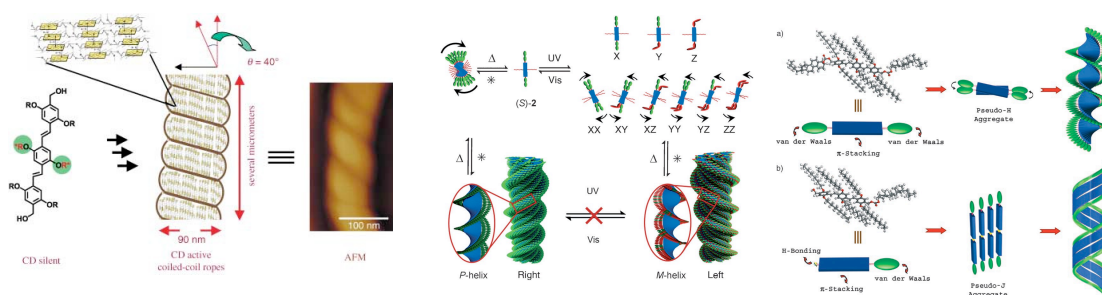 θ = 40°
OH
RO
OR
*RO
OR*
RO
OR
HO
several micrometers
90 nm
CD silent
CD active
coiled-coil ropes
100 nm
AFM
Δ
(S)-2
UV
Vis
X
Y
Z
XX
XY
XZ
YY
YZ
ZZ
Δ
Δ
UV
Vis
P-helix
Right
M-helix
Left
a)
van der Waals
van der Waals
π-Stacking
Pseudo-H
Aggregate
b)
H-Bonding
van der Waals
π-Stacking
Pseudo-J
Aggregate